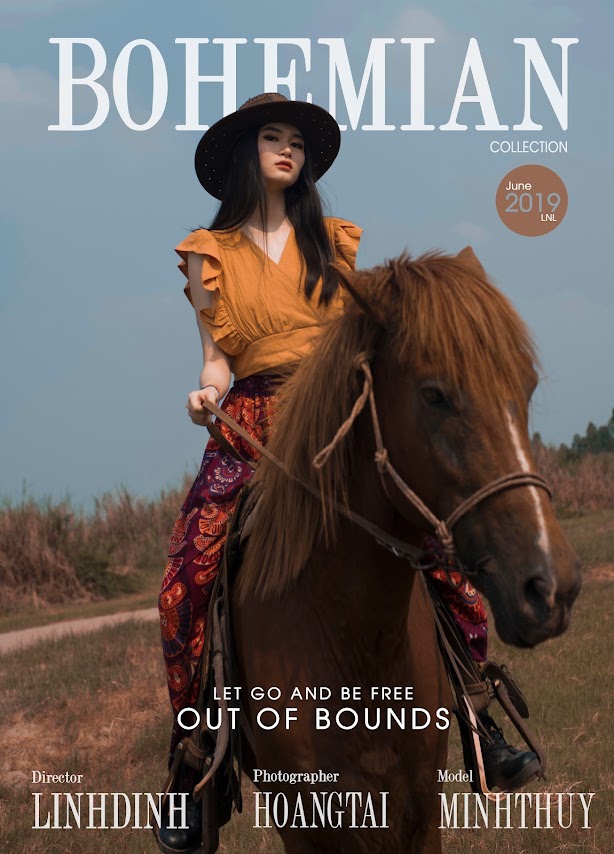 BOHEMIAN
COLLECTION
June
2019
LNL
LET GO AND BE FREE
OUT OF BOUNDS
Director
LINHDINH
Photographer
HOANGTAI
Model
MINHTHUY